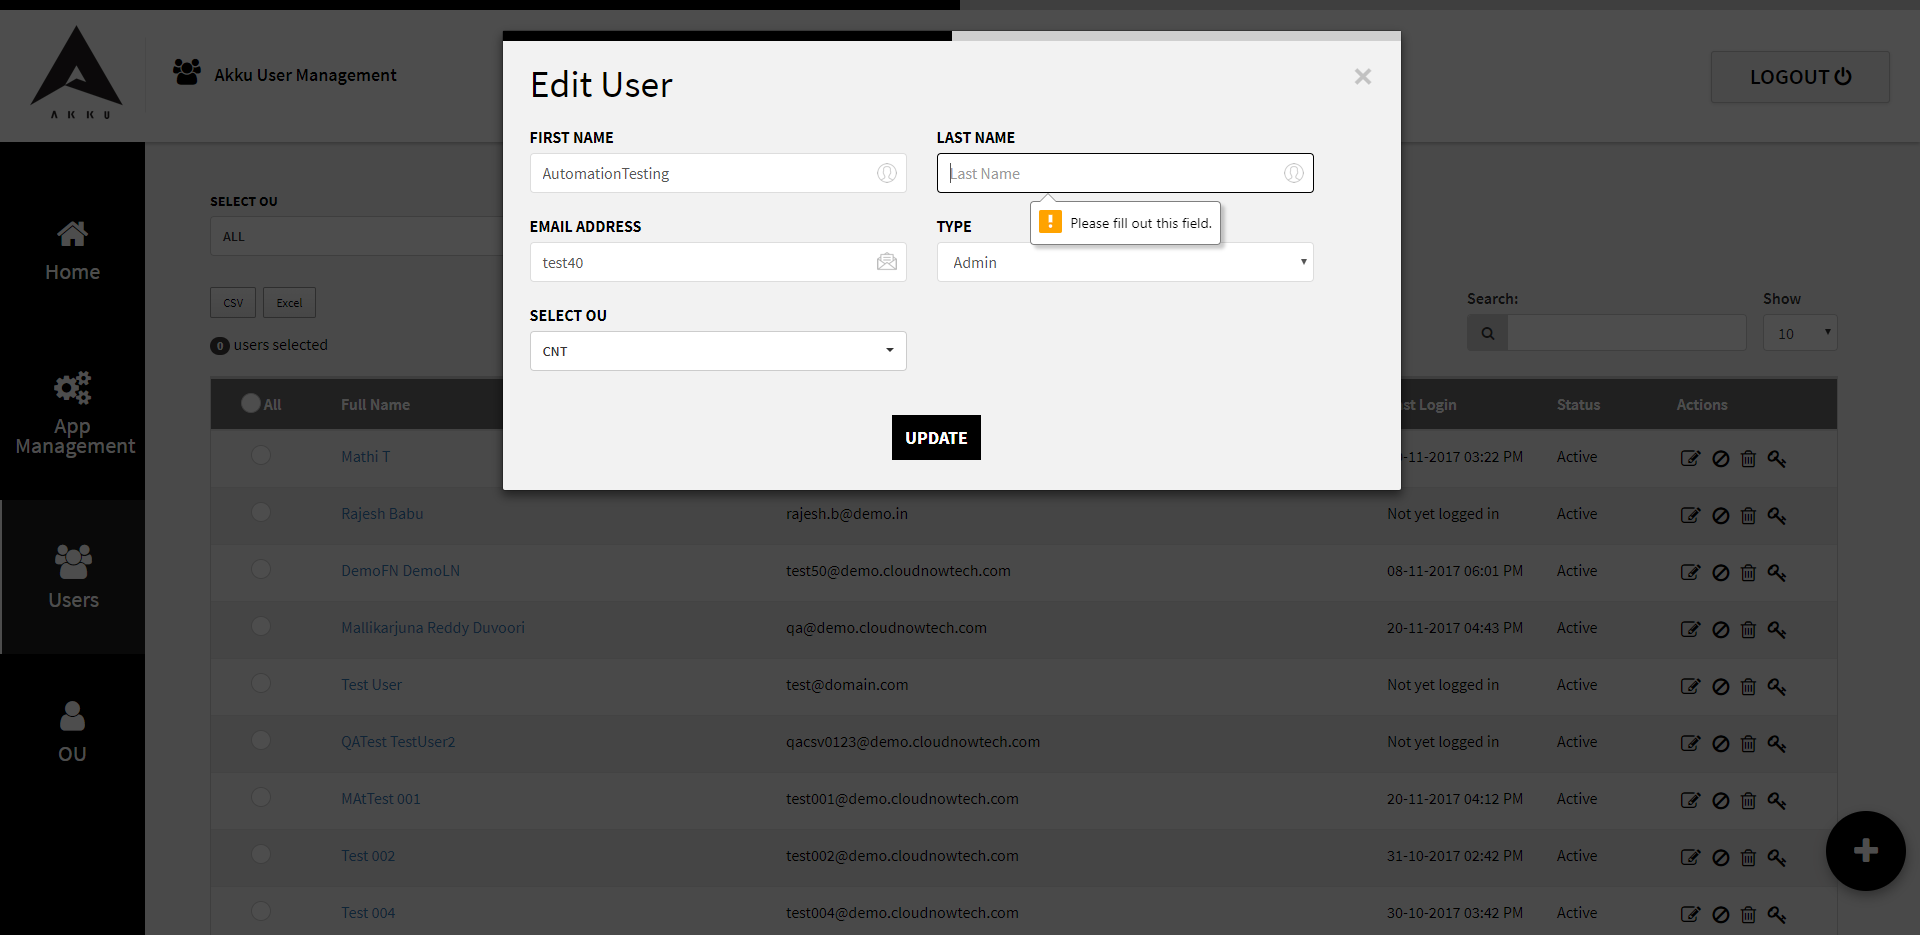 AKKU
Akku User Management
LOGOUT
Home
App
Management
Users
OU
SELECT OU
ALL
CSV Excel
0 users selected
Search:
Show
10
Edit User
×
FIRST NAME
AutomationTesting
LAST NAME
Last Name
Please fill out this field.
EMAIL ADDRESS
test40
TYPE
Admin
SELECT OU
CNT
UPDATE
All Full Name Login Status Actions
Mathi T -11-2017 03:22 PM Active
Rajesh Babu rajesh.b@demo.in Not yet logged in Active
DemoFN DemoLN test50@demo.cloudnowtech.com 08-11-2017 06:01 PM Active
Mallikarjuna Reddy Duvoori qa@demo.cloudnowtech.com 20-11-2017 04:43 PM Active
Test User test@domain.com Not yet logged in Active
QATest TestUser2 qacsv0123@demo.cloudnowtech.com Not yet logged in Active
MAtTest 001 test001@demo.cloudnowtech.com 20-11-2017 04:12 PM Active
Test 002 test002@demo.cloudnowtech.com 31-10-2017 02:42 PM Active
Test 004 test004@demo.cloudnowtech.com 30-10-2017 03:42 PM Active